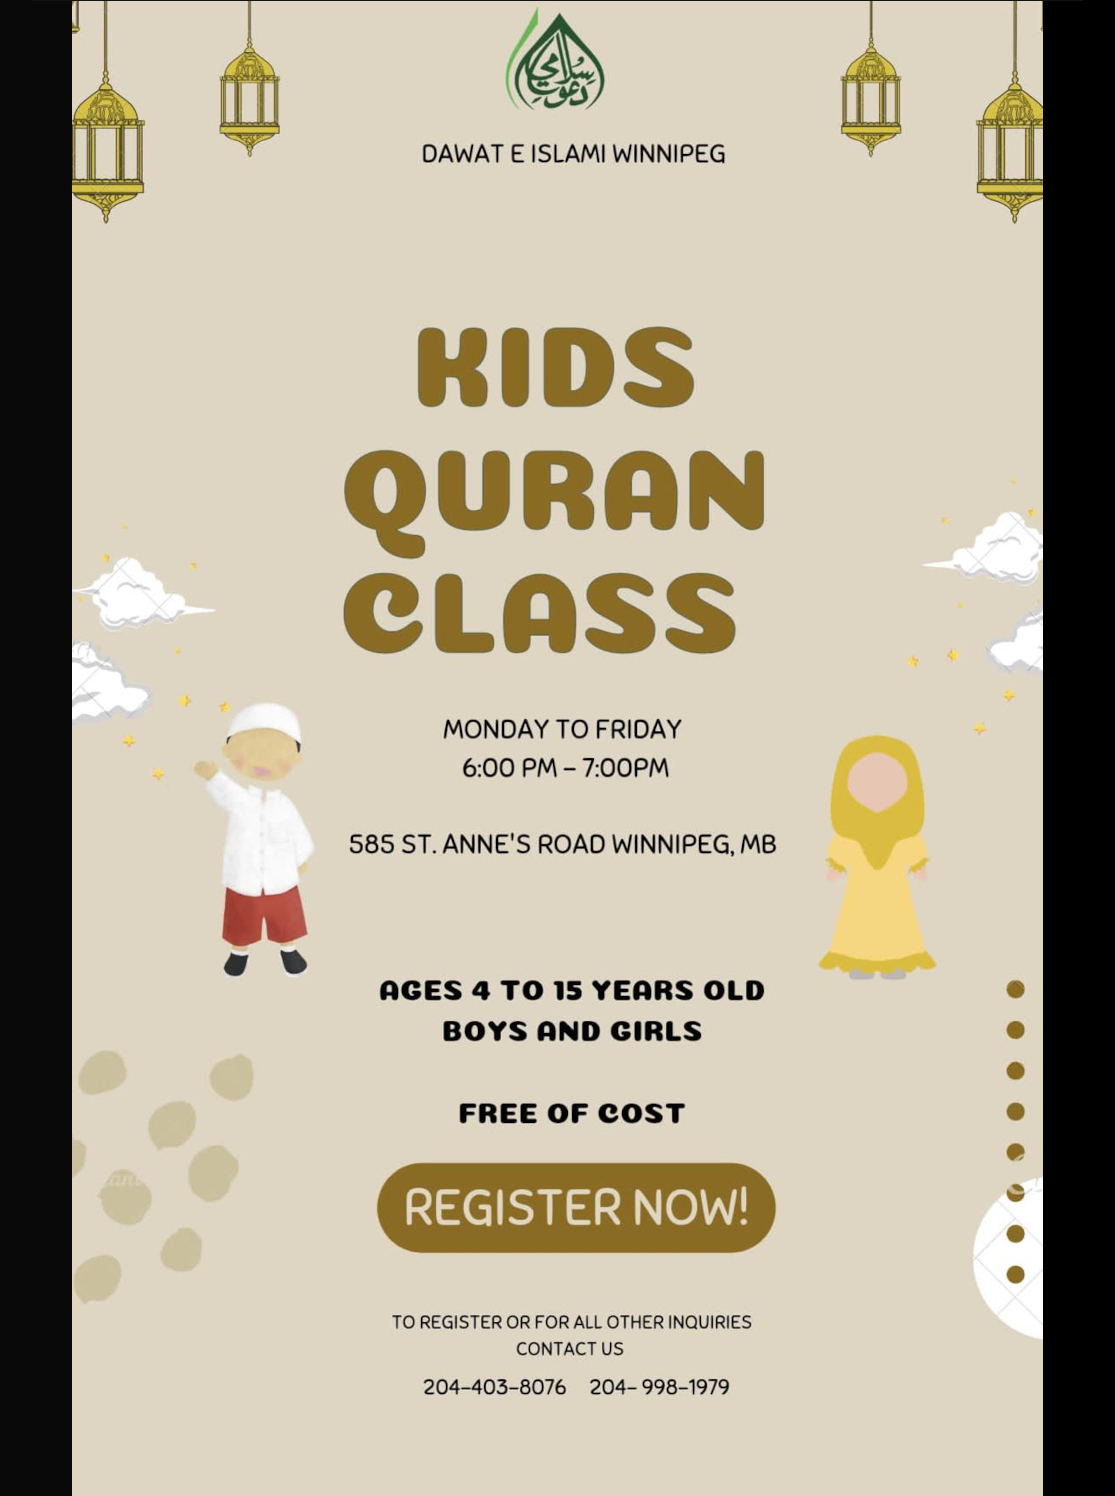 دعوت اسلامی
DAWAT E ISLAMI WINNIPEG
KIDS
QURAN
CLASS
MONDAY TO FRIDAY
6:00 PM – 7:00PM
585 ST. ANNE'S ROAD WINNIPEG, MB
AGES 4 TO 15 YEARS OLD
BOYS AND GIRLS
FREE OF COST
REGISTER NOW!
TO REGISTER OR FOR ALL OTHER INQUIRIES
CONTACT US
204-403-8076 204- 998-1979